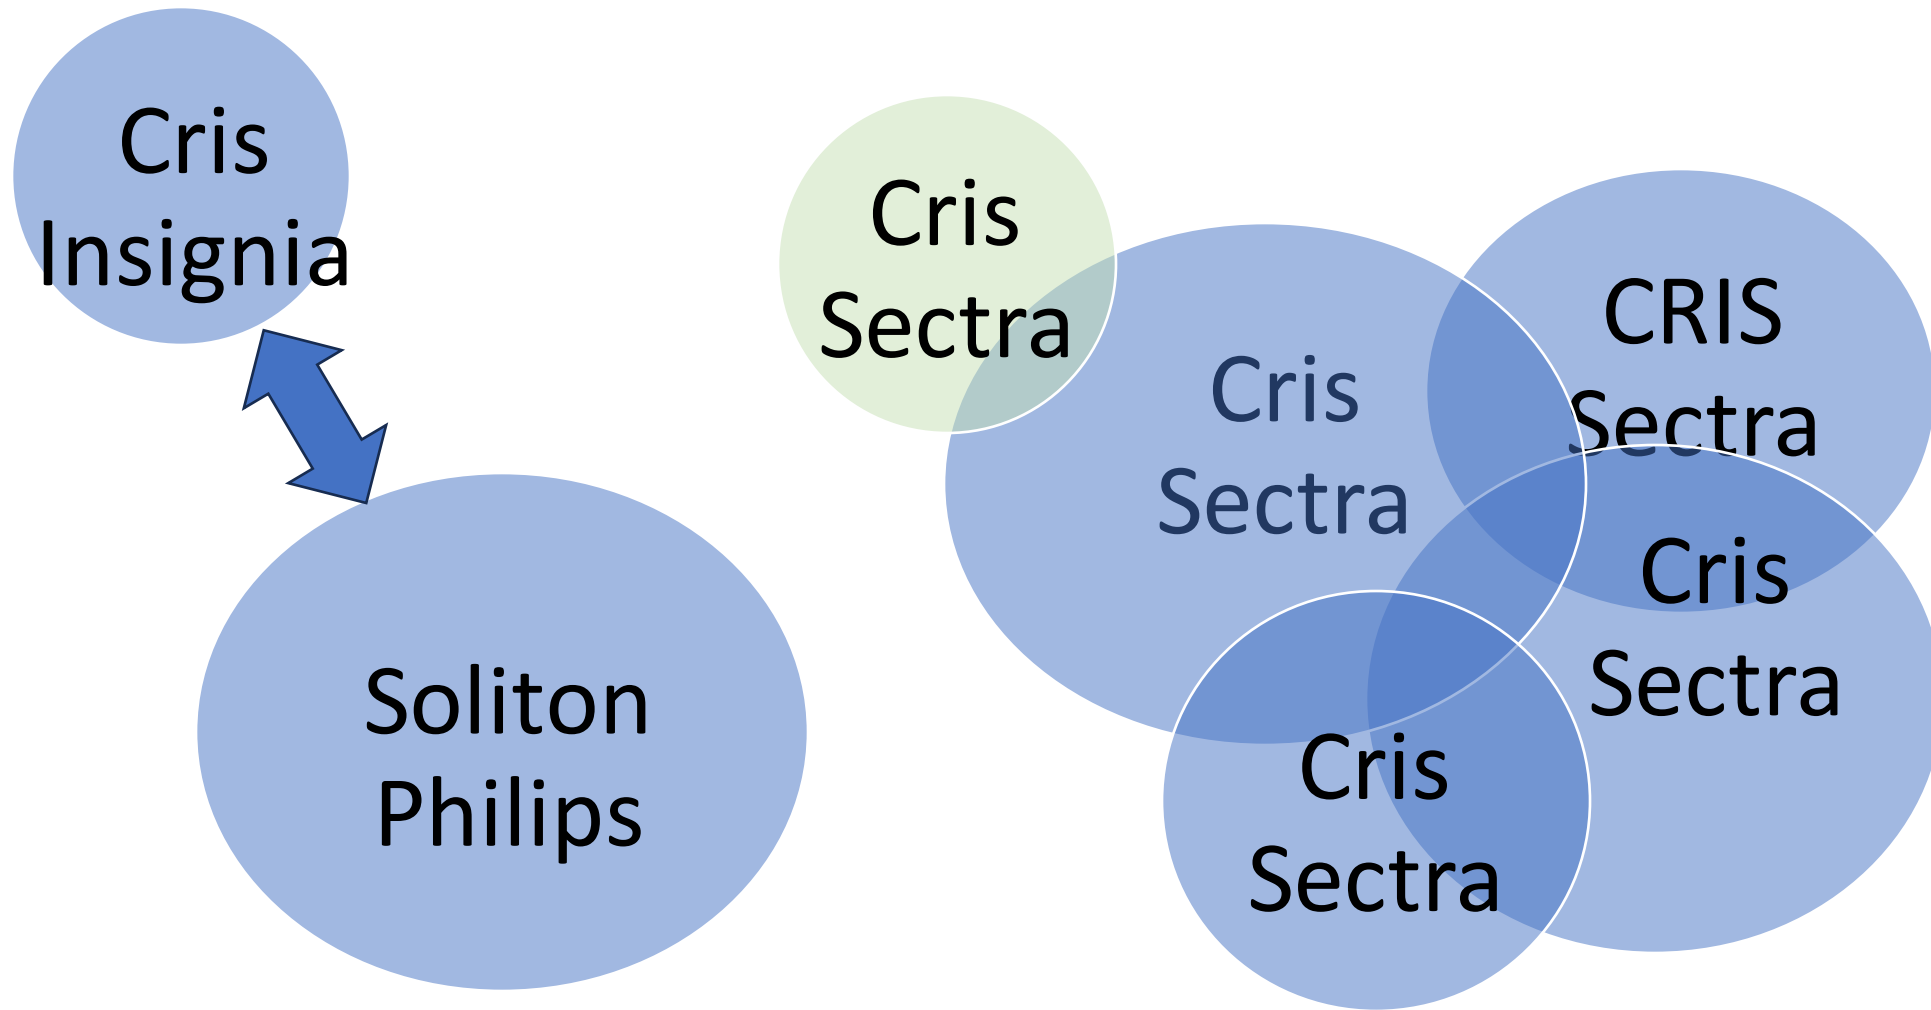 Cris
Insignia
Soliton
Philips
Cris
Sectra
Cris
Sectra
CRIS
Sectra
Cris
Sectra
Cris
Sectra